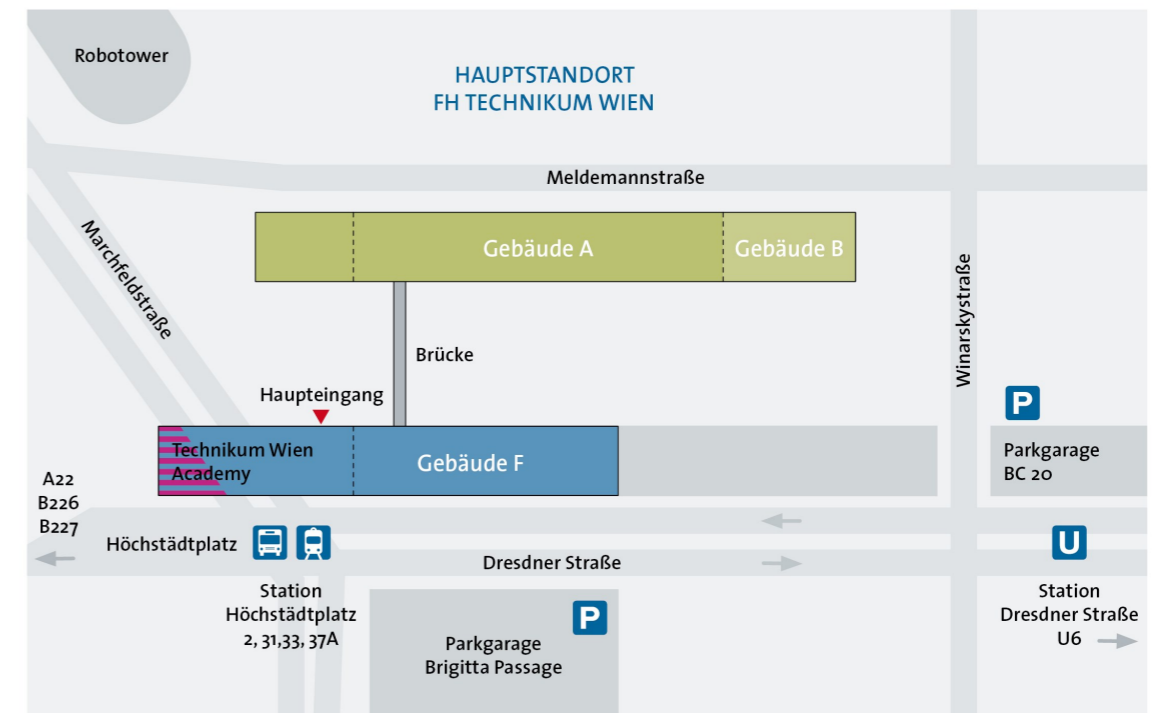 Robotower
HAUPTSTANDORT
FH TECHNIKUM WIEN
Meldemannstraße
Marchfeldstraße
Gebäude A
Gebäude B
Winarskystraße
Brücke
Haupteingang
Technikum Wien
Academy
Gebäude F
P
Parkgarage
BC 20
A22
B226
B227
Höchstädtplatz
Dresdner Straße
U
Station
Höchstädtplatz
2, 31,33, 37A
P
Parkgarage
Brigitta Passage
Station
Dresdner Straße
U6